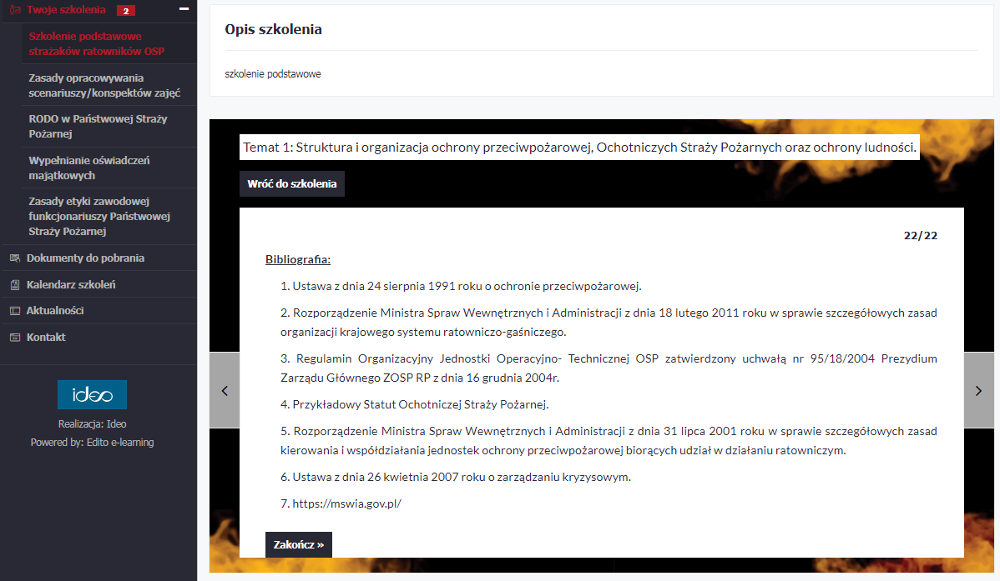 Twoje szkolenia 2
Szkolenie podstawowe
strażaków ratowników OSP
Zasady opracowywania
scenariuszy/konspektów zajęć
RODO w Państwowej Straży
Pożarnej
Wypełnianie oświadczeń
majątkowych
Zasady etyki zawodowej
funkcjonariuszy Państwowej
Straży Pożarnej
Dokumenty do pobrania
Kalendarz szkoleń
Aktualności
Kontakt
ideo
Realizacja: Ideo
Powered by: Edito e-learning
Opis szkolenia
szkolenie podstawowe
Temat 1: Struktura i organizacja ochrony przeciwpożarowej, Ochotniczych Straży Pożarnych oraz ochrony ludności.
Wróć do szkolenia
22/22
Bibliografia:
1. Ustawa z dnia 24 sierpnia 1991 roku o ochronie przeciwpożarowej.
2. Rozporządzenie Ministra Spraw Wewnętrznych i Administracji z dnia 18 lutego 2011 roku w sprawie szczegółowych zasad
organizacji krajowego systemu ratowniczo-gaśniczego.
3. Regulamin Organizacyjny Jednostki Operacyjno- Technicznej OSP zatwierdzony uchwałą nr 95/18/2004 Prezydium
Zarządu Głównego ZOSP RP z dnia 16 grudnia 2004r.
4. Przykładowy Statut Ochotniczej Straży Pożarnej.
5. Rozporządzenie Ministra Spraw Wewnętrznych i Administracji z dnia 31 lipca 2001 roku w sprawie szczegółowych zasad
kierowania i współdziałania jednostek ochrony przeciwpożarowej biorących udział w działaniu ratowniczym.
6. Ustawa z dnia 26 kwietnia 2007 roku o zarządzaniu kryzysowym.
7. https://mswia.gov.pl/
Zakończ »